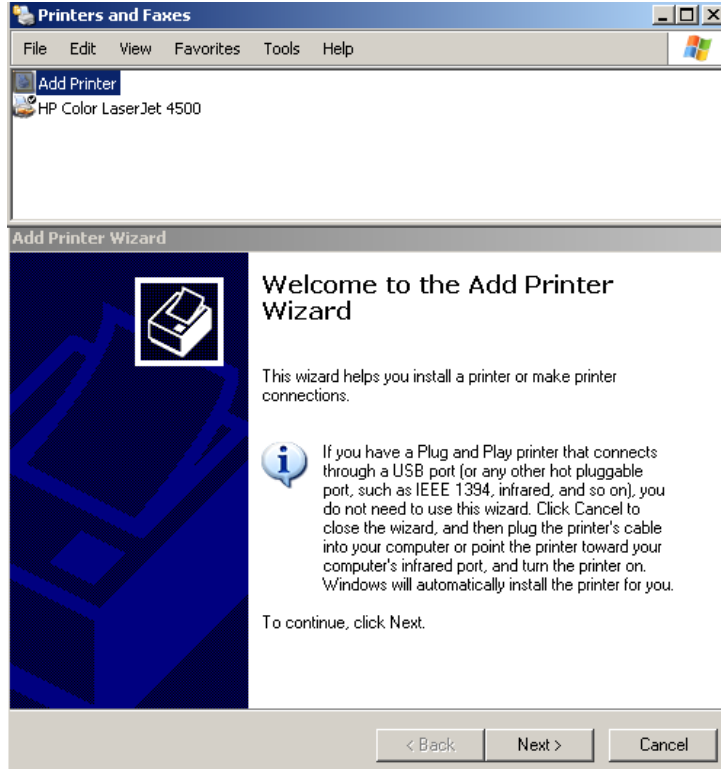 Printers and Faxes
File Edit View Favorites Tools Help
Add Printer
HP Color LaserJet 4500
Add Printer Wizard
Welcome to the Add Printer
Wizard
This wizard helps you install a printer or make printer
connections.
If you have a Plug and Play printer that connects
through a USB port (or any other hot pluggable
port, such as IEEE 1394, infrared, and so on), you
do not need to use this wizard. Click Cancel to
close the wizard, and then plug the printer's cable
into your computer or point the printer toward your
computer's infrared port, and turn the printer on.
Windows will automatically install the printer for you.
To continue, click Next.
< Back Next > Cancel